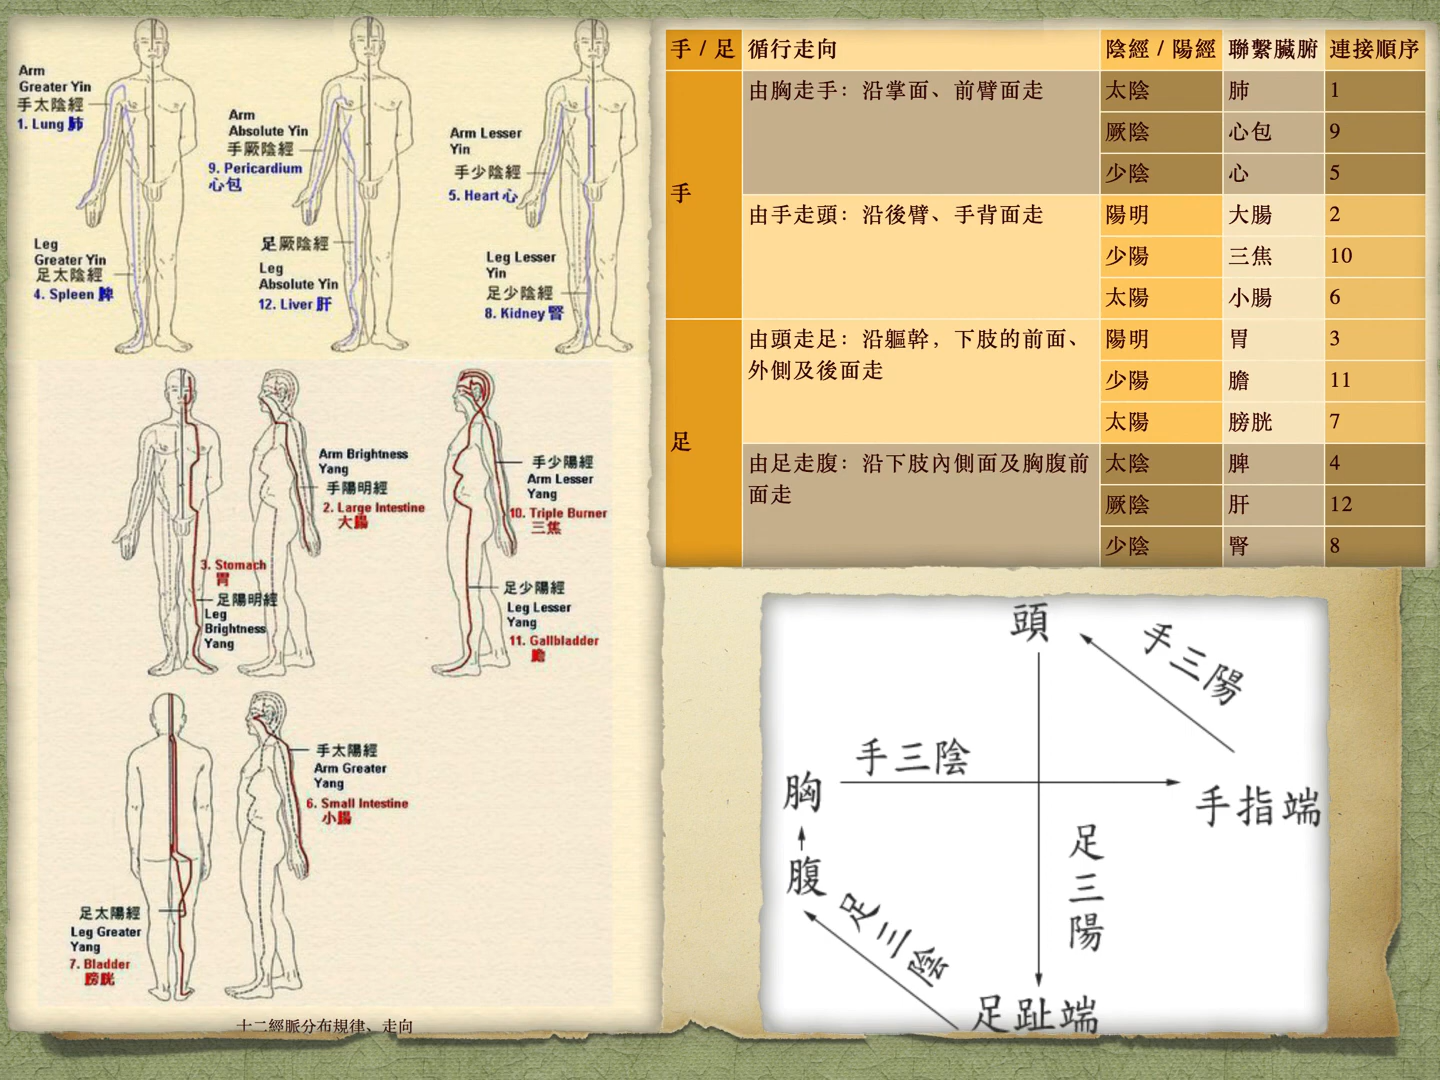 Arm
Greater Yin
手太陰經
1. Lung 肺
Arm
Absolute Yin
手厥陰經
9. Pericardium
心包
Arm Lesser
Yin
手少陰經
5. Heart 心
Leg
Greater Yin
足太陰經
4. Spleen 脾
足厥陰經
Leg
Absolute Yin
12. Liver 肝
Leg Lesser
Yin
足少陰經
8. Kidney 腎
Arm Brightness
Yang
手陽明經
2. Large Intestine
大腸
手少陽經
Arm Lesser
Yang
10. Triple Burner
三焦
3. Stomach
胃
足陽明經
Leg
Brightness
Yang
足少陽經
Leg Lesser
Yang
11. Gallbladder
膽
手太陽經
Arm Greater
Yang
6. Small Intestine
小腸
足太陽經
Leg Greater
Yang
7. Bladder
膀胱
十二經脈分布規律、走向
手 / 足 循行走向 陰經 / 陽經 聯繫臟腑 連接順序
手
由胸走手：沿掌面、前臂面走 太陰 肺 1
厥陰 心包 9
少陰 心 5
由手走頭：沿後臂、手背面走 陽明 大腸 2
少陽 三焦 10
太陽 小腸 6
足
由頭走足：沿軀幹，下肢的前面、
外側及後面走
陽明 胃 3
少陽 膽 11
太陽 膀胱 7
由足走腹：沿下肢內側面及胸腹前
面走
太陰 脾 4
厥陰 肝 12
少陰 腎 8
頭
手三陽
手三陰
胸
手指端
腹
足三陽
足三陰
足趾端